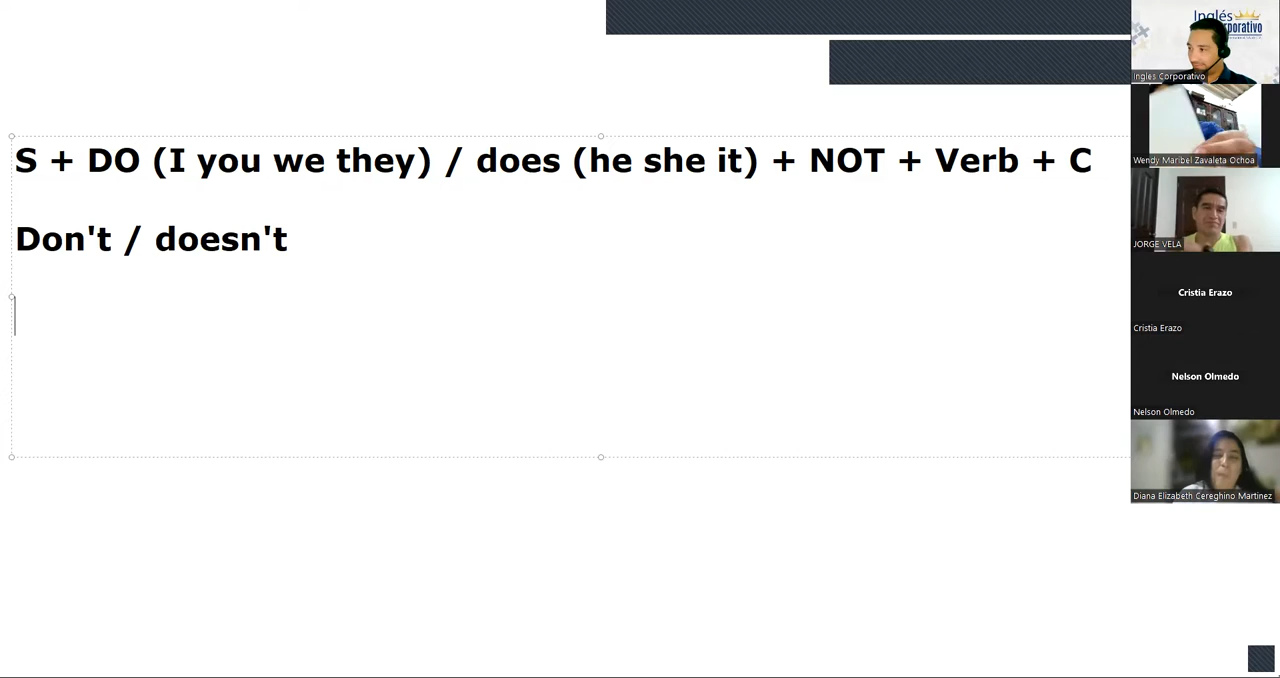 S + DO (I you we they) / does (he she it) + NOT + Verb + C
Don't / doesn't
Inglés
Ingles Corporativo
Wendy Maribel Zavaleta Ochoa
JORGE VELA
Cristia Erazo
Cristia Erazo
Nelson Olmedo
Nelson Olmedo
Diana Elizabeth Cereghino Martinez